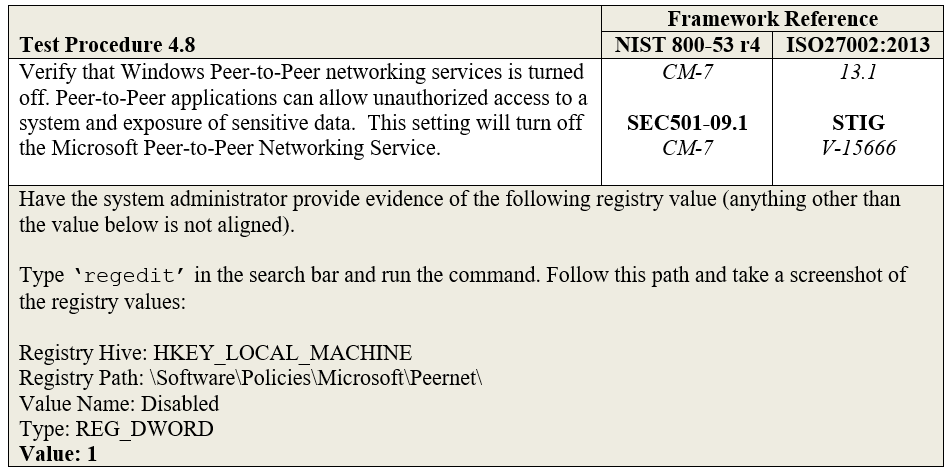 Framework Reference
Test Procedure 4.8 NIST 800-53 r4 ISO27002:2013
Verify that Windows Peer-to-Peer networking services is turned
off. Peer-to-Peer applications can allow unauthorized access to a
system and exposure of sensitive data.  This setting will turn off
the Microsoft Peer-to-Peer Networking Service.
CM-7 13.1
SEC501-09.1 STIG
CM-7 V-15666
Have the system administrator provide evidence of the following registry value (anything other than
the value below is not aligned).
Type ‘regedit’ in the search bar and run the command. Follow this path and take a screenshot of
the registry values:
Registry Hive: HKEY_LOCAL_MACHINE
Registry Path: \Software\Policies\Microsoft\Peernet\
Value Name: Disabled
Type: REG_DWORD
Value: 1